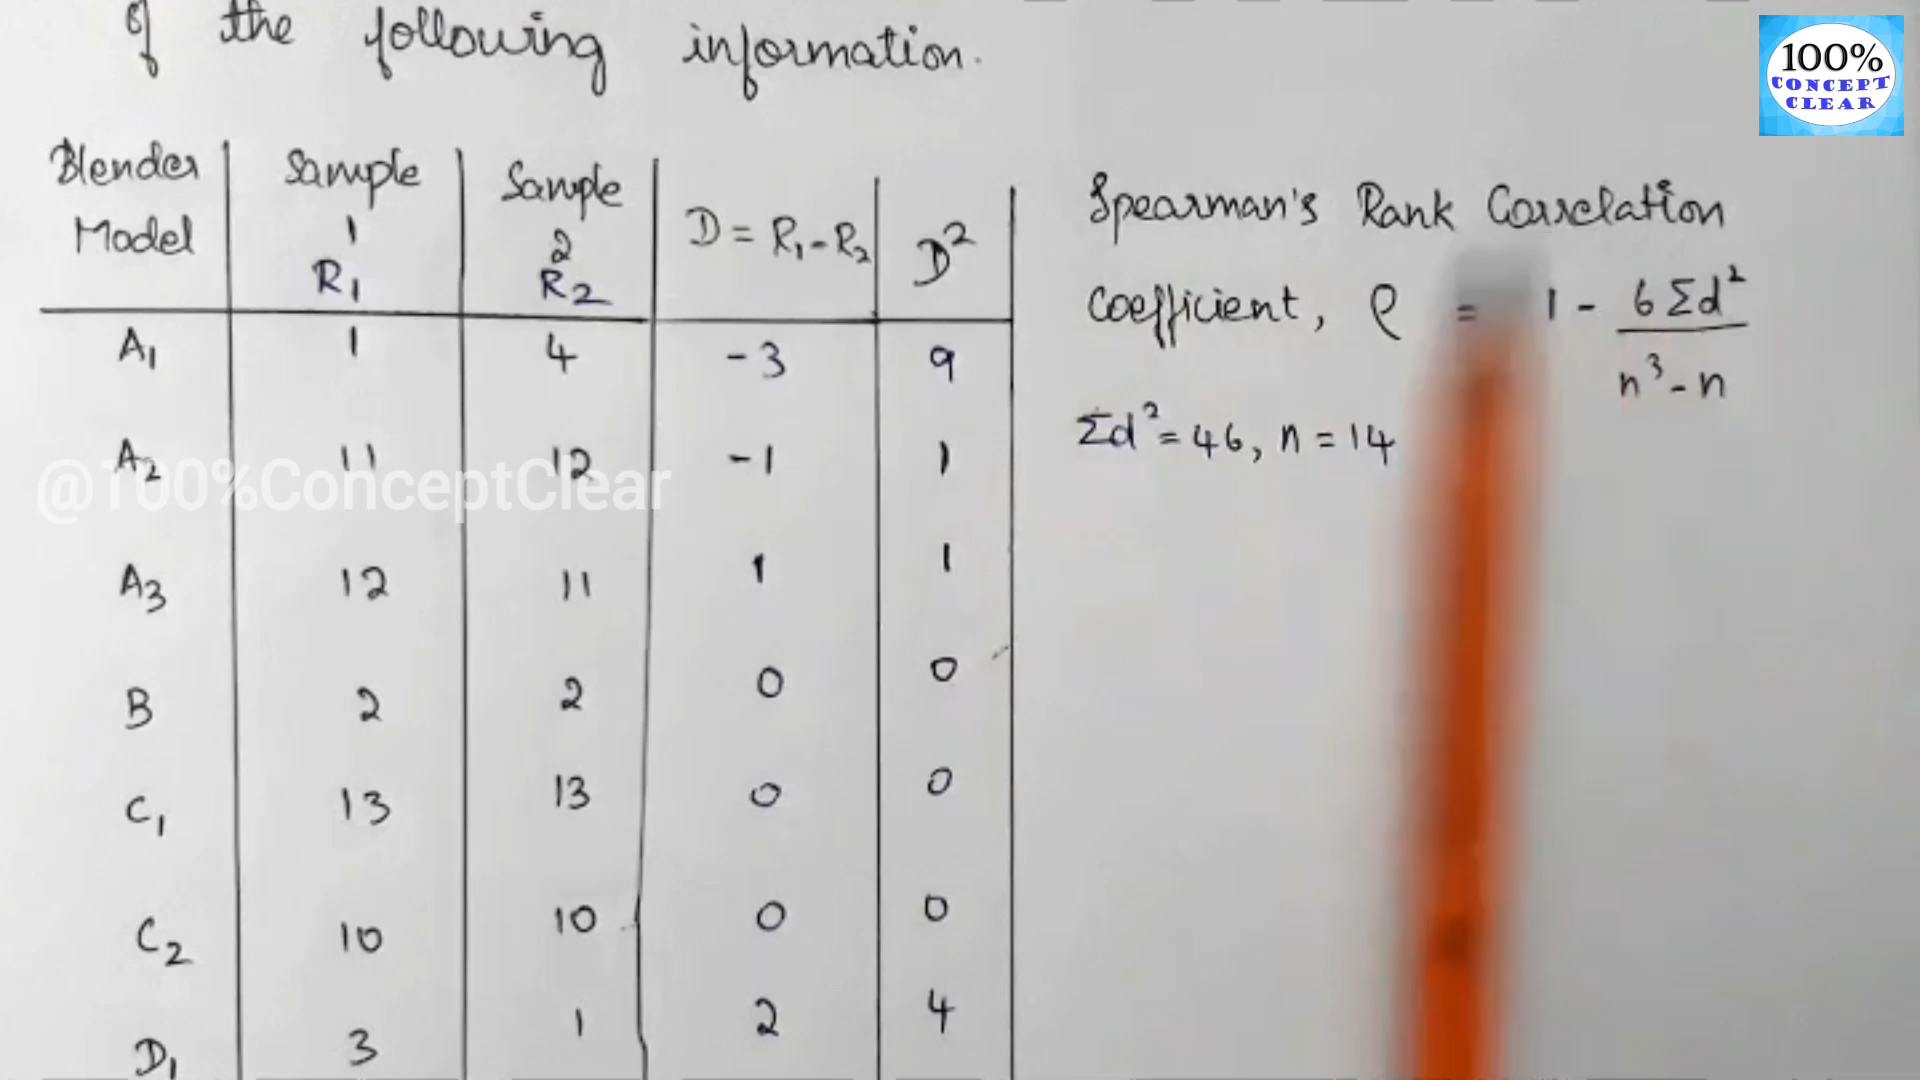 of the following information.
100%
CONCEPT
CLEAR
Blender Model | Sample 1 R₁ | Sample 2 R₂ | D = R₁ - R₂ | D²
A₁ | 1 | 4 | -3 | 9
A₂ | 11 | 12 | -1 | 1
A₃ | 12 | 11 | 1 | 1
B | 2 | 2 | 0 | 0
C₁ | 13 | 13 | 0 | 0
C₂ | 10 | 10 | 0 | 0
D₁ | 3 | 1 | 2 | 4
@100%ConceptClear
Spearman's Rank Correlation
Coefficient, ρ = 1 - 6Σd² / n³ - n
Σd² = 46, n = 14